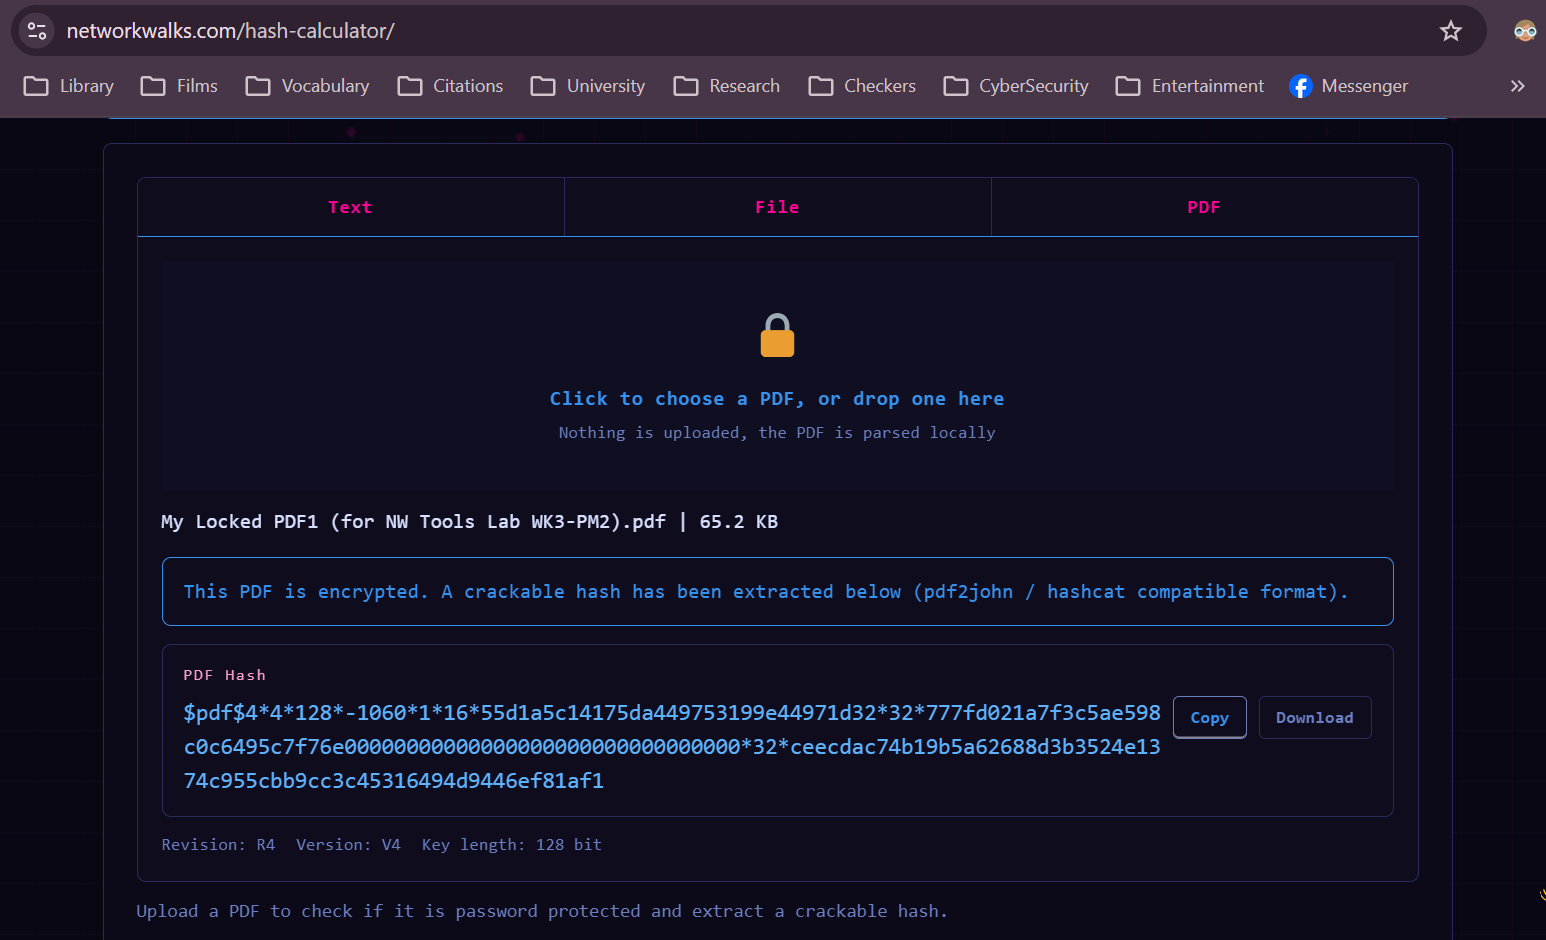 networkwalks.com/hash-calculator/
Library Films Vocabulary Citations University Research Checkers CyberSecurity Entertainment Messenger »
Text File PDF
Click to choose a PDF, or drop one here
Nothing is uploaded, the PDF is parsed locally
My Locked PDF1 (for NW Tools Lab WK3-PM2).pdf | 65.2 KB
This PDF is encrypted. A crackable hash has been extracted below (pdf2john / hashcat compatible format).
PDF Hash
$pdf$4*4*128*-1060*1*16*55d1a5c14175da449753199e44971d32*32*777fd021a7f3c5ae598
c0c6495c7f76e00000000000000000000000000000000*32*ceecdac74b19b5a62688d3b3524e13
74c955cbb9cc3c45316494d9446ef81af1
Copy Download
Revision: R4 Version: V4 Key length: 128 bit
Upload a PDF to check if it is password protected and extract a crackable hash.